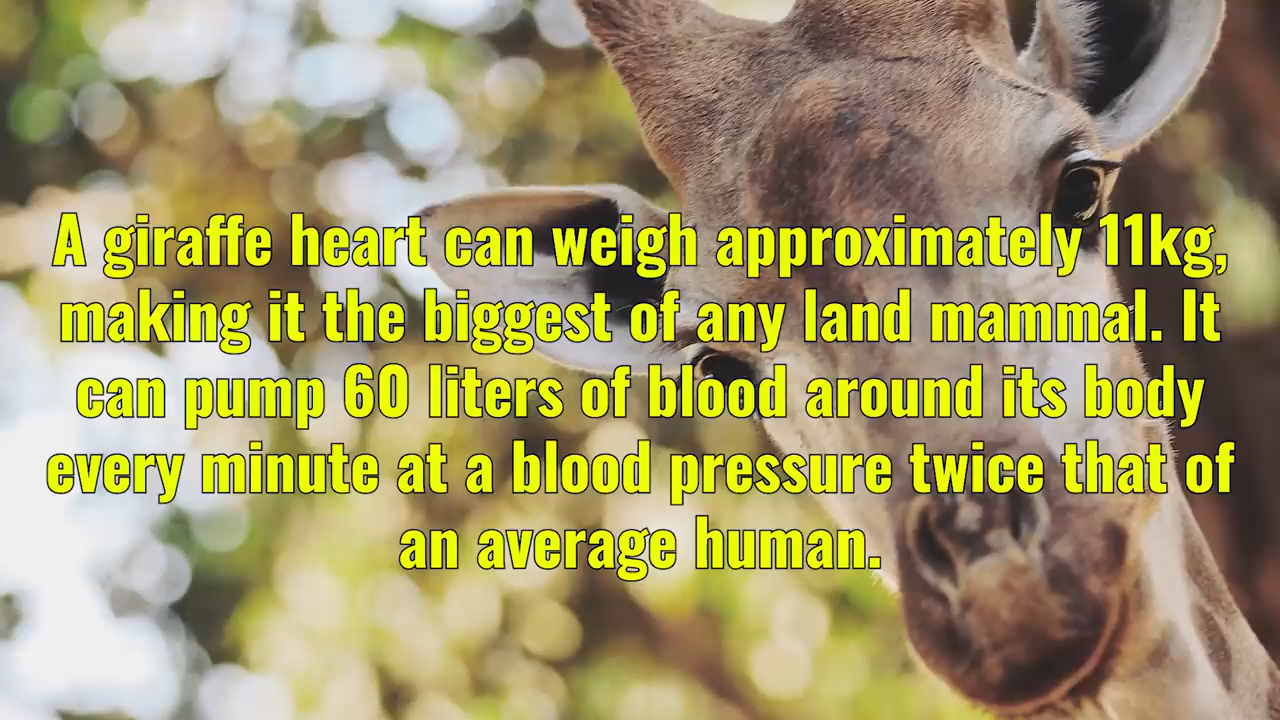 A giraffe heart can weigh approximately 11kg,
making it the biggest of any land mammal. It
can pump 60 liters of blood around its body
every minute at a blood pressure twice that of
an average human.